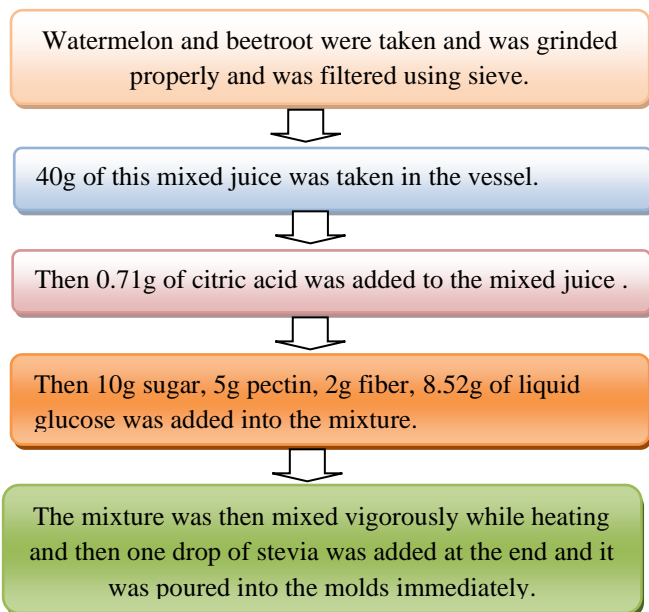 Watermelon and beetroot were taken and was grinded
properly and was filtered using sieve.
40g of this mixed juice was taken in the vessel.
Then 0.71g of citric acid was added to the mixed juice .
Then 10g sugar, 5g pectin, 2g fiber, 8.52g of liquid
glucose was added into the mixture.
The mixture was then mixed vigorously while heating
and then one drop of stevia was added at the end and it
was poured into the molds immediately.